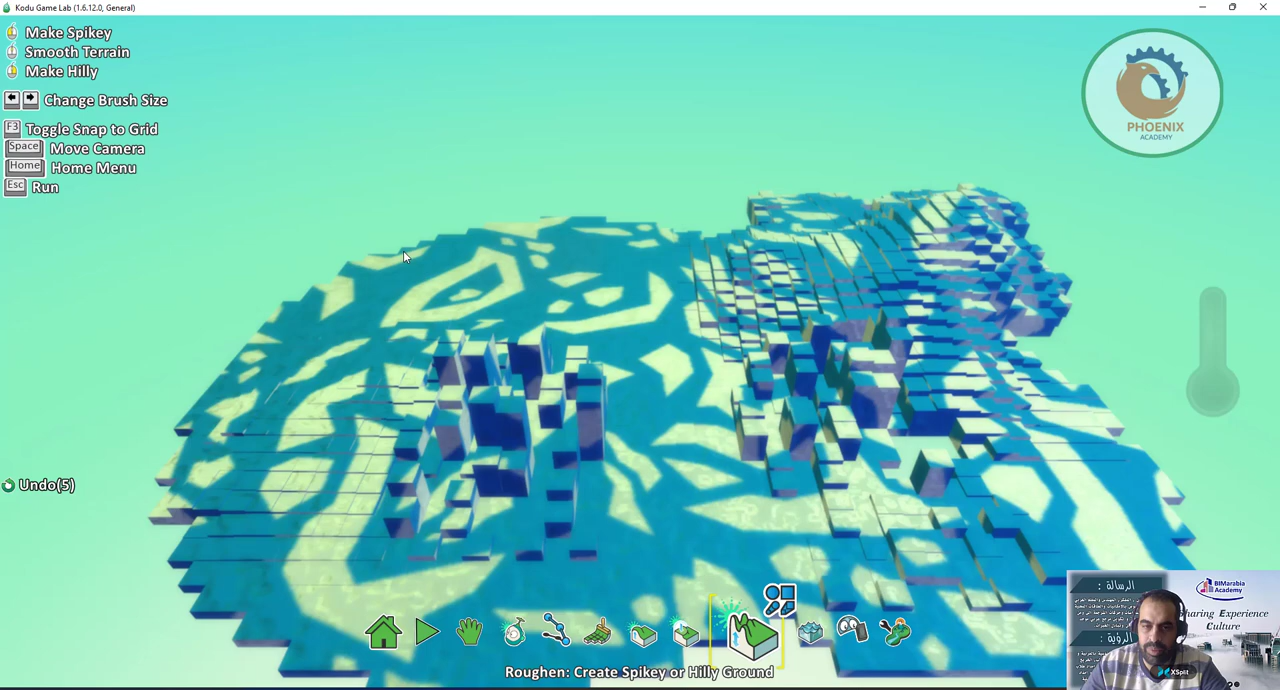 Kodu Game Lab (1.6.12.0, General)
Make Spikey
Smooth Terrain
Make Hilly
Change Brush Size
F3 Toggle Snap to Grid
Space Move Camera
Home Home Menu
Esc Run
PHOENIX
ACADEMY
Undo(5)
Roughen: Create Spikey or Hilly Ground
الرسالة :
BIMarabia
Academy
Sharing Experience
Culture
الرؤية :
XSplit